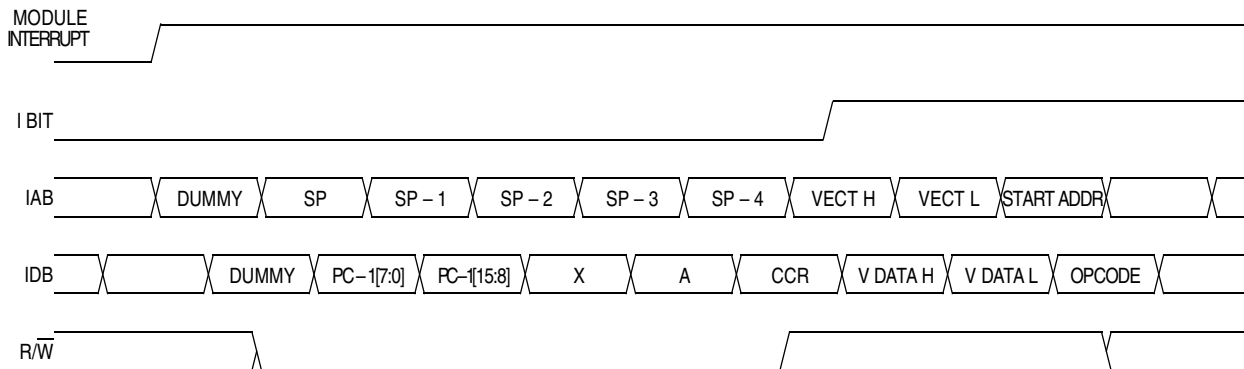 MODULE
INTERRUPT
I BIT
IAB DUMMY SP SP – 1 SP – 2 SP – 3 SP – 4 VECT H VECT L START ADDR
IDB DUMMY PC – 1[7:0] PC–1[15:8] X A CCR V DATA H V DATA L OPCODE
R/W̅